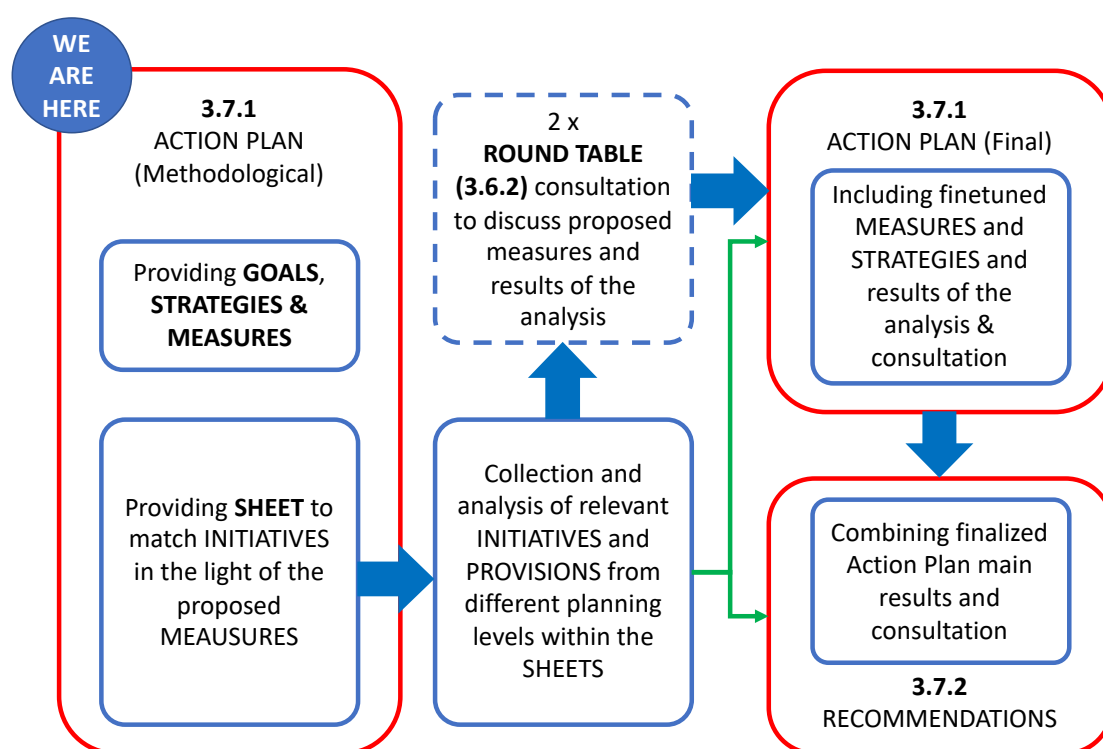 WE
ARE
HERE
3.7.1
ACTION PLAN
(Methodological)
Providing GOALS,
STRATEGIES &
MEASURES
Providing SHEET to
match INITIATIVES
in the light of the
proposed
MEAUSURES
2 x
ROUND TABLE
(3.6.2) consultation
to discuss proposed
measures and
results of the
analysis
Collection and
analysis of relevant
INITIATIVES and
PROVISIONS from
different planning
levels within the
SHEETS
3.7.1
ACTION PLAN (Final)
Including finetuned
MEASURES and
STRATEGIES and
results of the
analysis &
consultation
Combining finalized
Action Plan main
results and
consultation
3.7.2
RECOMMENDATIONS